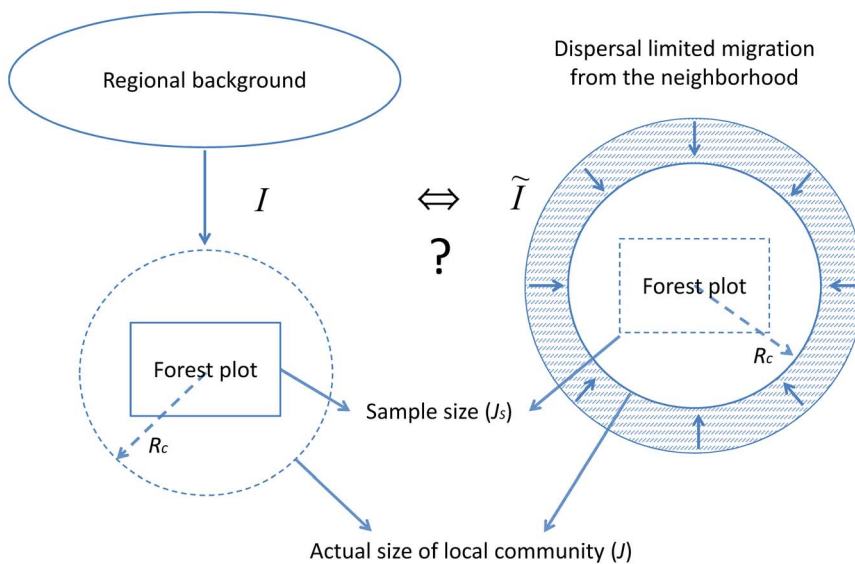 Regional background
Dispersal limited migration
from the neighborhood
I
⇔
Ĩ
?
Forest plot
Rc
Forest plot
Rc
Sample size (Js)
Actual size of local community (J)